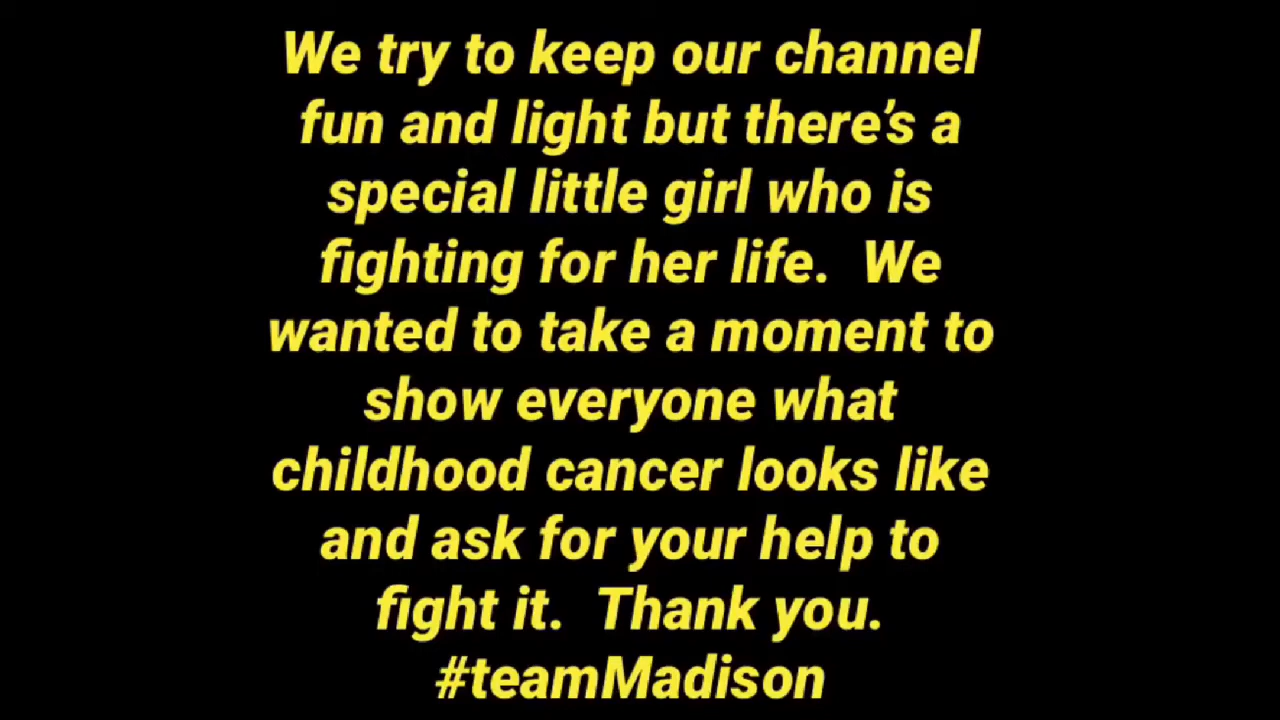 We try to keep our channel
fun and light but there’s a
special little girl who is
fighting for her life.  We
wanted to take a moment to
show everyone what
childhood cancer looks like
and ask for your help to
fight it.  Thank you.
#teamMadison